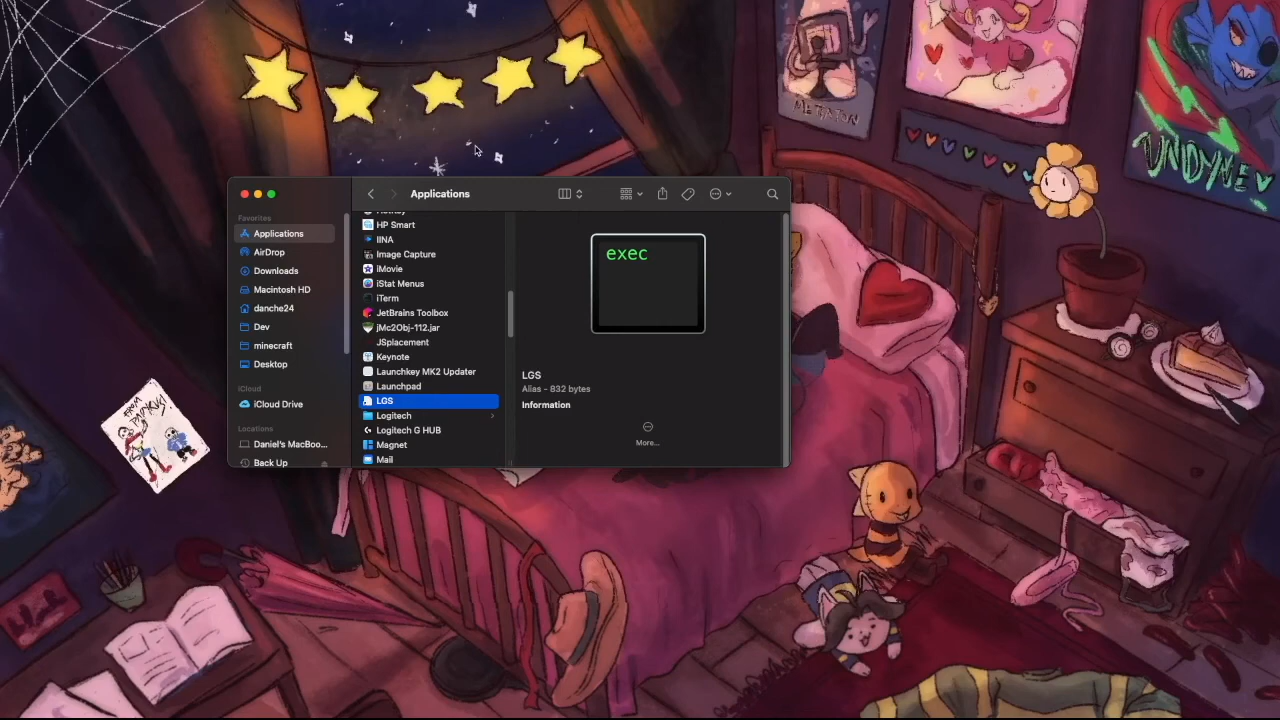 METATON
UNDYNE
FROM
PAPYRUS!
Applications
Favorites
Applications
AirDrop
Downloads
Macintosh HD
danche24
Dev
minecraft
Desktop
iCloud
iCloud Drive
Locations
Daniel's MacBoo...
Back Up
HP Smart
IINA
Image Capture
iMovie
iStat Menus
iTerm
JetBrains Toolbox
jMc2Obj-112.jar
JSplacement
Keynote
Launchkey MK2 Updater
Launchpad
LGS
Logitech
Logitech G HUB
Magnet
Mail
exec
LGS
Alias - 832 bytes
Information
More...